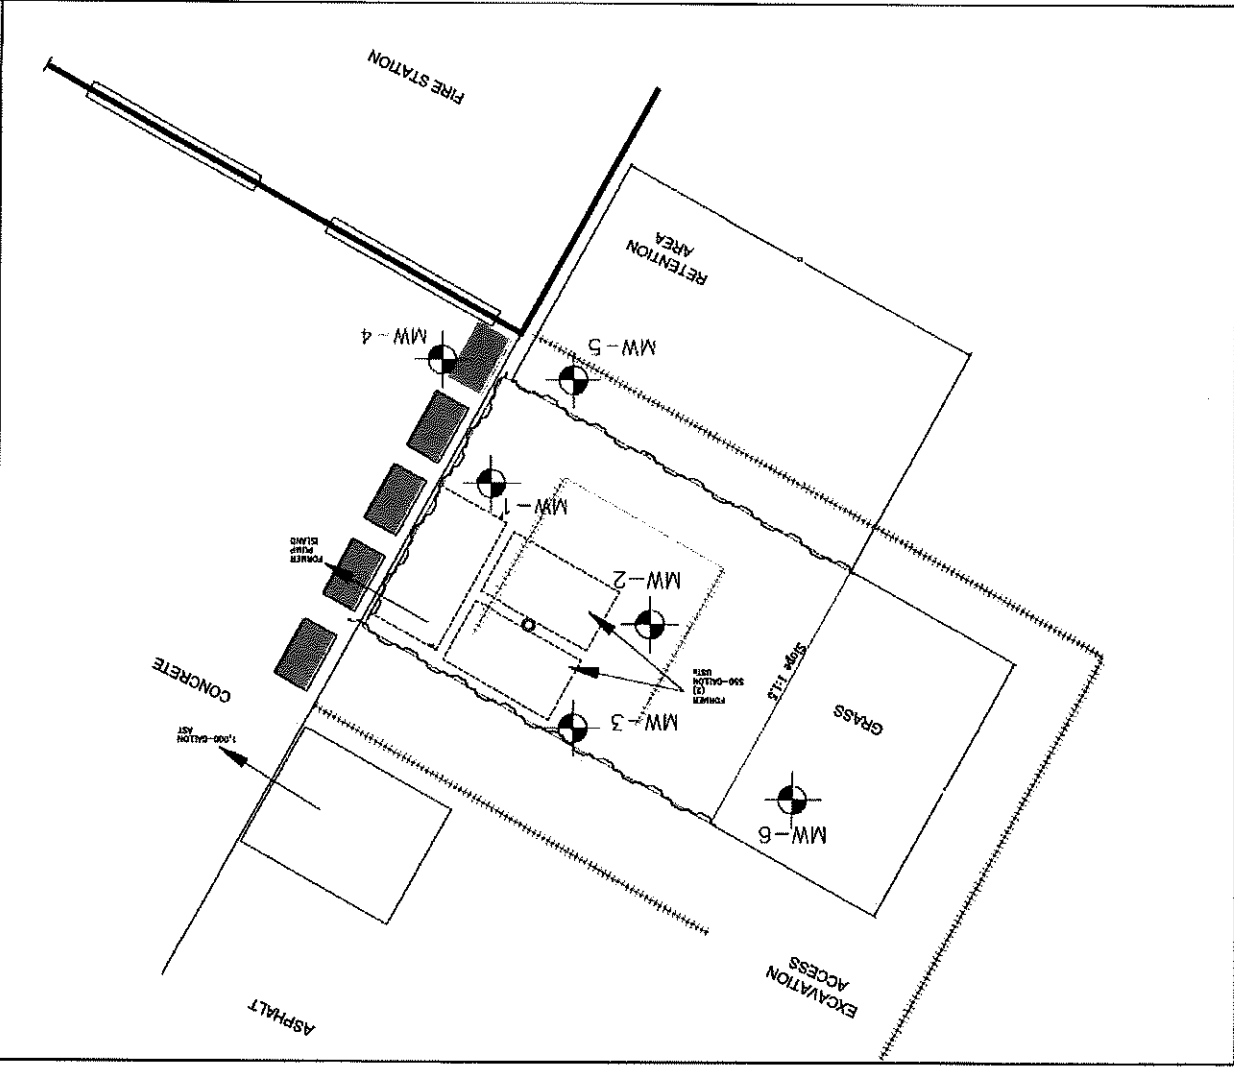 ASPHALT
EXCAVATION
ACCESS
MW-6
GRASS
1,000-GALLON
AST
CONCRETE
MW-3
FORMER
(2)
550-GALLON
USTs
Slope 1:1.5
MW-2
FORMER
PUMP
ISLAND
MW-1
MW-5
MW-4
RETENTION
AREA
FIRE STATION